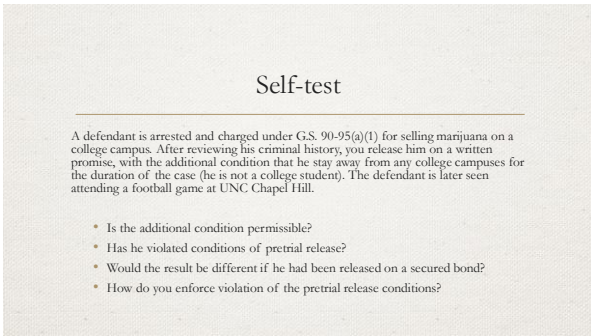 Self-test
A defendant is arrested and charged under G.S. 90-95(a)(1) for selling marijuana on a
college campus. After reviewing his criminal history, you release him on a written
promise, with the additional condition that he stay away from any college campuses for
the duration of the case (he is not a college student). The defendant is later seen
attending a football game at UNC Chapel Hill.
• Is the additional condition permissible?
• Has he violated conditions of pretrial release?
• Would the result be different if he had been released on a secured bond?
• How do you enforce violation of the pretrial release conditions?